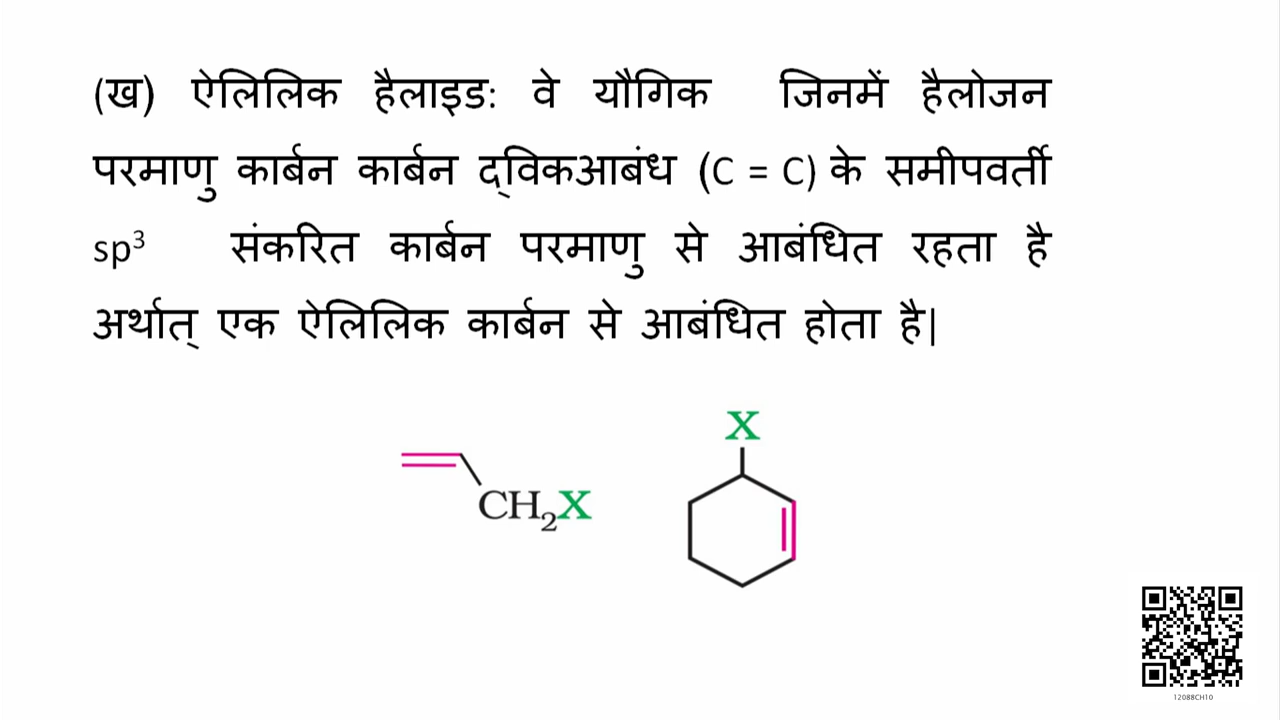 (ख) ऐलिलिक हैलाइड: वे यौगिक जिनमें हैलोजन
परमाणु कार्बन कार्बन द्विकआबंध (C = C) के समीपवर्ती
sp³ संकरित कार्बन परमाणु से आबंधित रहता है
अर्थात् एक ऐलिलिक कार्बन से आबंधित होता है|
X
CH₂X
12088CH10